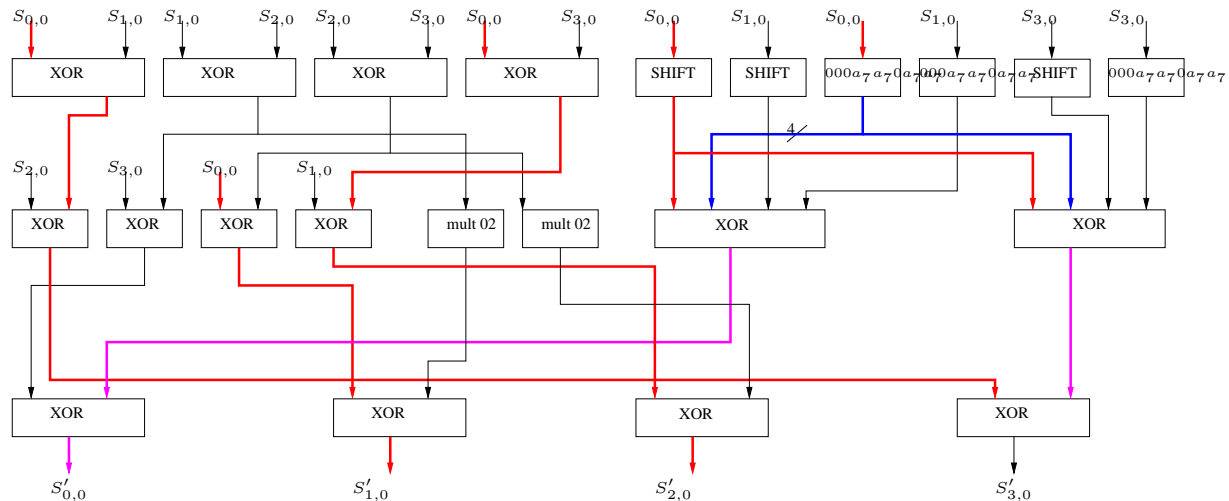 S0,0 S1,0 S1,0 S2,0 S2,0 S3,0 S0,0 S3,0 S0,0 S1,0 S0,0 S1,0 S3,0 S3,0
XOR XOR XOR XOR SHIFT SHIFT 000a7a70a7a7 000a7a70a7a7 SHIFT 000a7a70a7a7
4
S2,0 S3,0 S0,0 S1,0
XOR XOR XOR XOR mult 02 mult 02 XOR XOR
XOR XOR XOR XOR
S′0,0 S′1,0 S′2,0 S′3,0